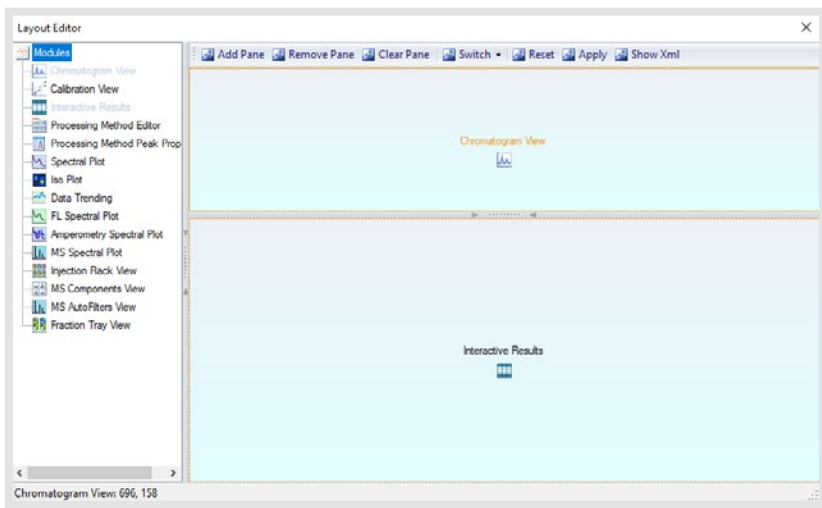 Layout Editor
Modules
Chromatogram View
Calibration View
Interactive Results
Processing Method Editor
Processing Method Peak Prop
Spectral Plot
Iso Plot
Data Trending
FL Spectral Plot
Amperometry Spectral Plot
MS Spectral Plot
Injection Rack View
MS Components View
MS AutoFilters View
Fraction Tray View
Add Pane Remove Pane Clear Pane Switch Reset Apply Show Xml
Chromatogram View
Interactive Results
Chromatogram View: 696, 158